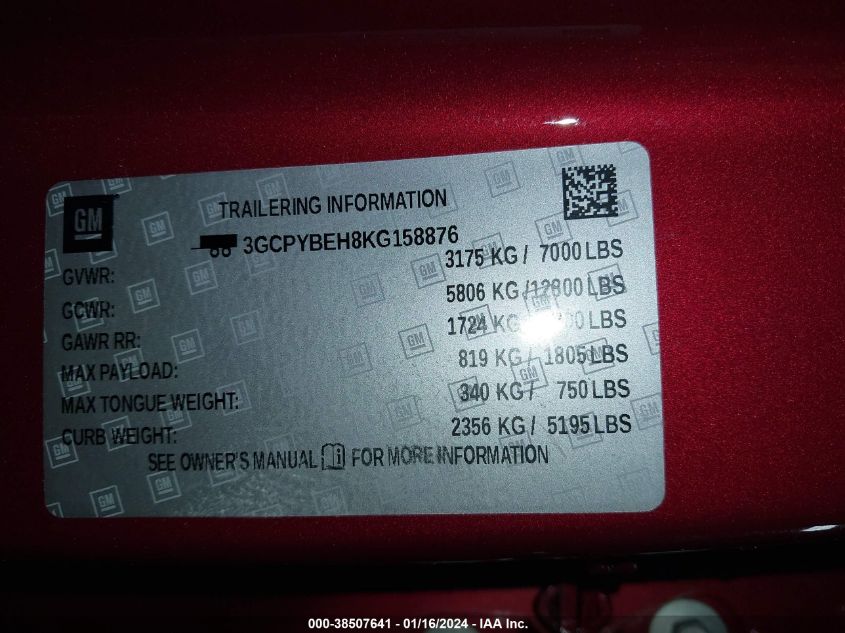 GM
TRAILERING INFORMATION
3GCPYBEH8KG158876
GVWR: 3175 KG / 7000 LBS
GCWR: 5806 KG /12800 LBS
GAWR RR: 1724 KG LBS
MAX PAYLOAD: 819 KG / 1805 LBS
MAX TONGUE WEIGHT: 340 KG / 750 LBS
CURB WEIGHT: 2356 KG / 5195 LBS
SEE OWNER'S MANUAL i FOR MORE INFORMATION
000-38507641 - 01/16/2024 - IAA Inc.